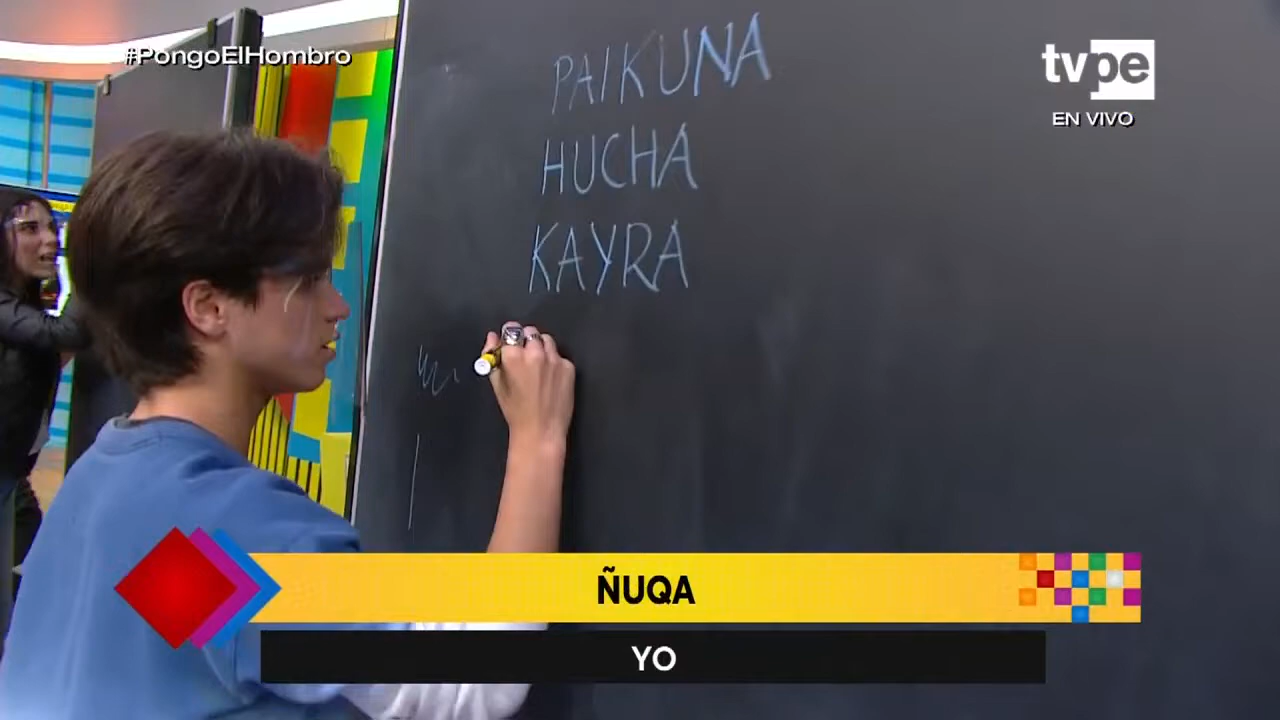 #PongoElHombro
tvpe
EN VIVO
PAIKUNA
HUCHA
KAYRA
ÑUQA
YO